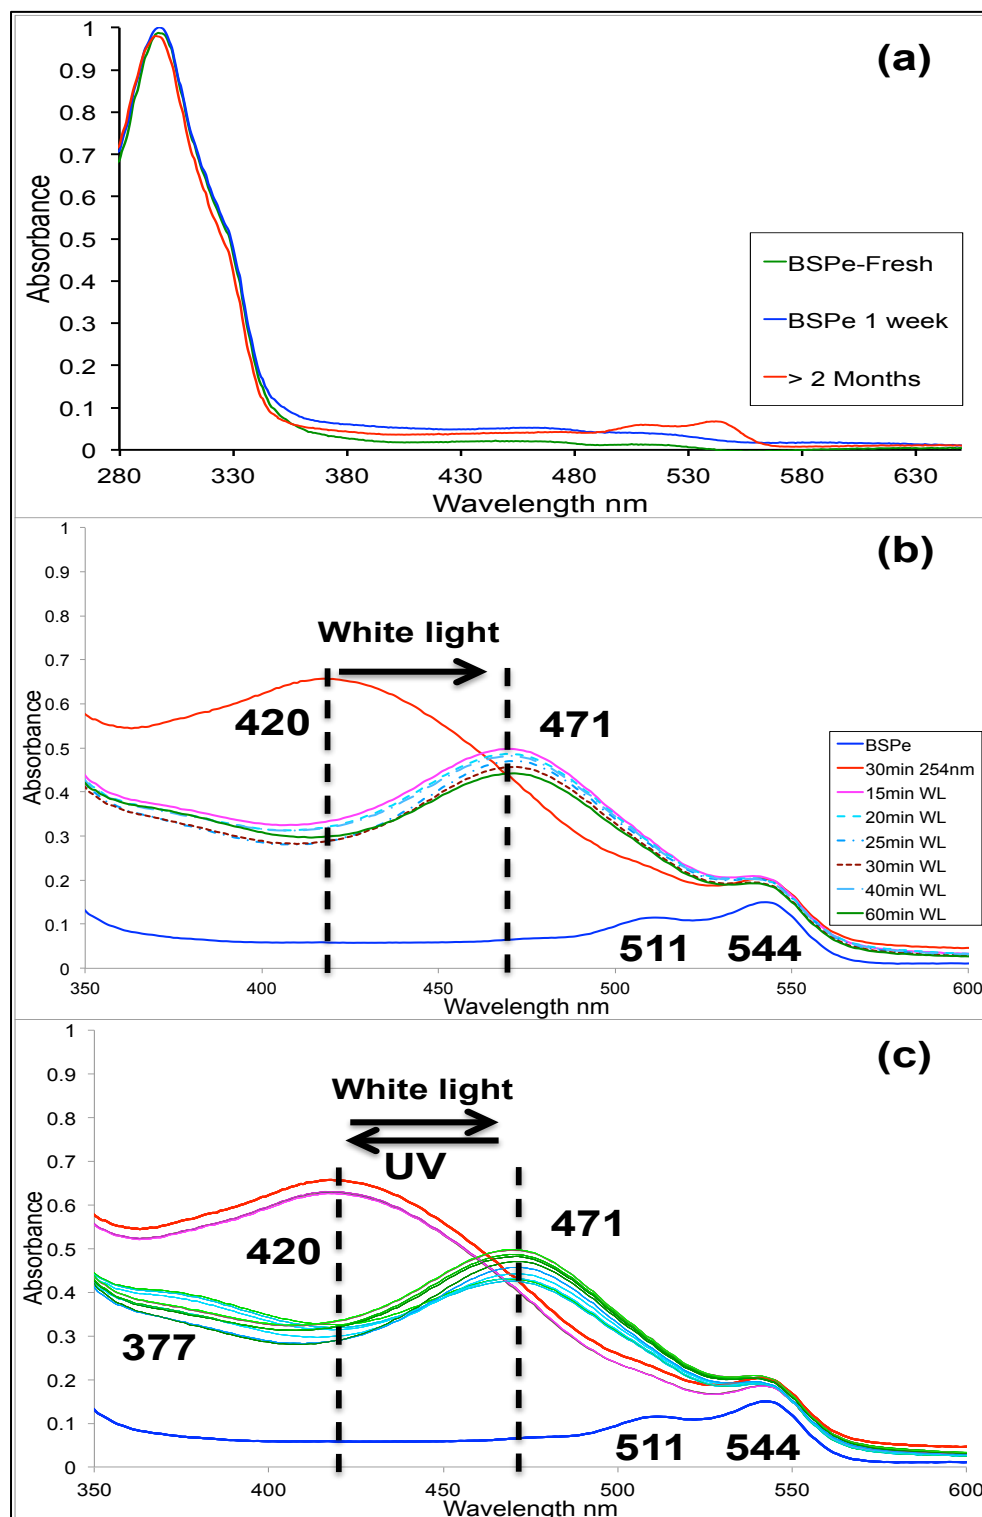 (a)
1
0.9
0.8
0.7
0.6
0.5
0.4
0.3
0.2
0.1
0
Absorbance
BSPe-Fresh
BSPe 1 week
> 2 Months
280 330 380 430 480 530 580 630
Wavelength nm
(b)
1
0.9
0.8
0.7
0.6
0.5
0.4
0.3
0.2
0.1
0
Absorbance
White light
420
471
511
544
BSPe
30min 254nm
15min WL
20min WL
25min WL
30min WL
40min WL
60min WL
350 400 450 500 550 600
Wavelength nm
(c)
1
0.9
0.8
0.7
0.6
0.5
0.4
0.3
0.2
0.1
0
Absorbance
White light
UV
420
471
377
511
544
350 400 450 500 550 600
Wavelength nm